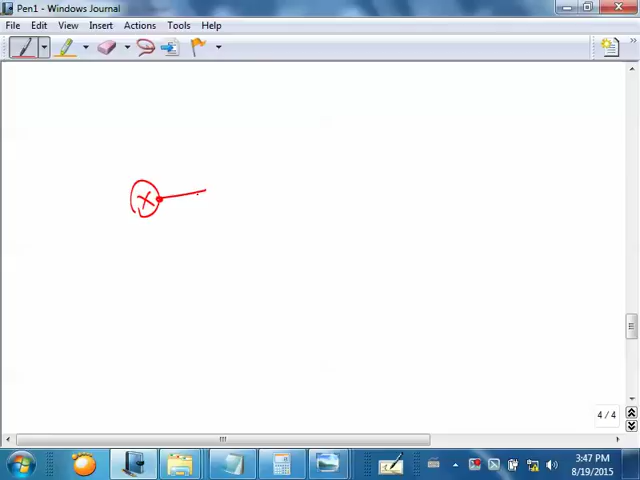 Pen1 - Windows Journal
File Edit View Insert Actions Tools Help
X
4 / 4
3:47 PM
8/19/2015